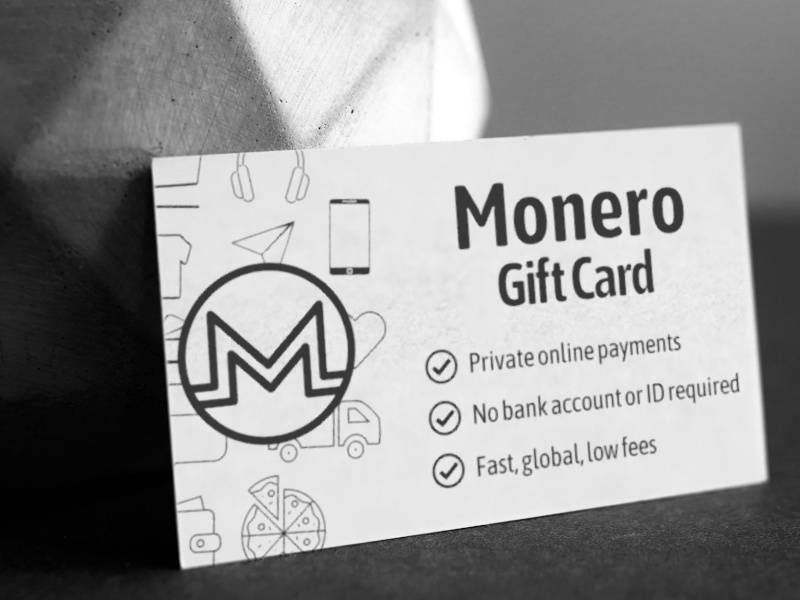 Monero
Gift Card
Private online payments
No bank account or ID required
Fast, global, low fees